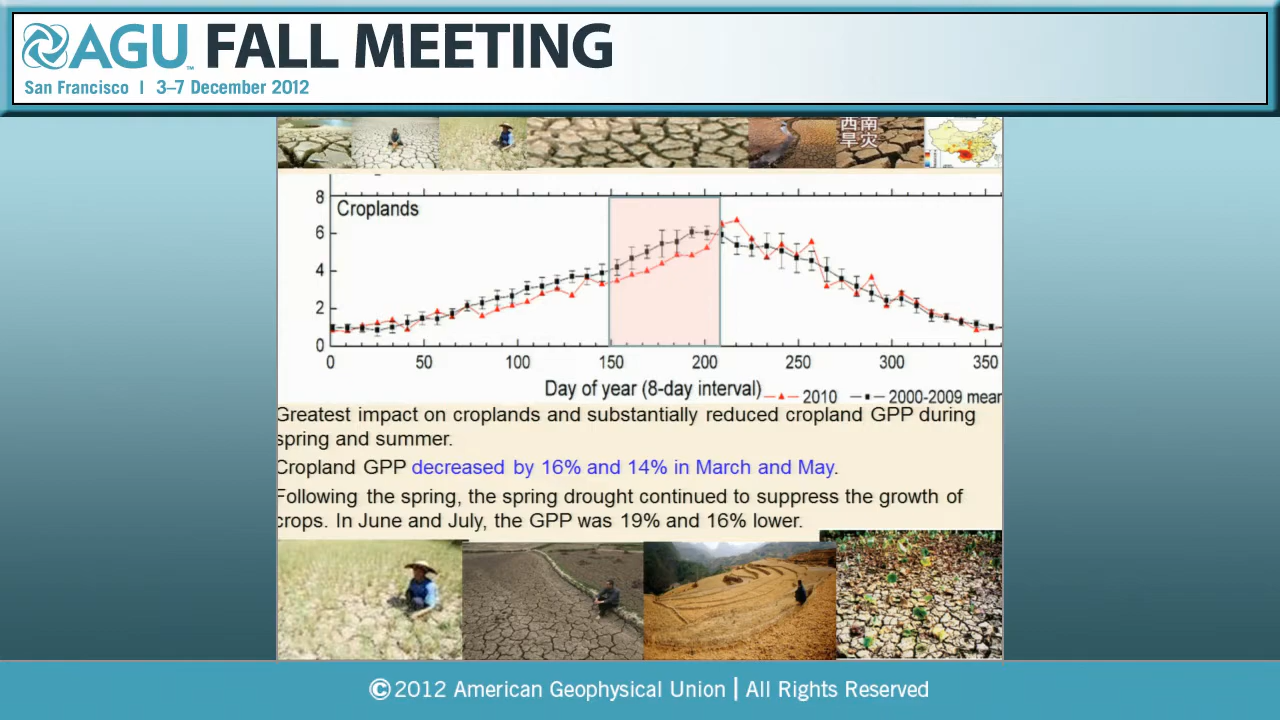 AGU FALL MEETING
San Francisco | 3–7 December 2012
西南
旱灾
8
Croplands
6
4
2
0
0 50 100 150 200 250 300 350
Day of year (8-day interval)
2010 2000-2009 mean
Greatest impact on croplands and substantially reduced cropland GPP during
spring and summer.
Cropland GPP decreased by 16% and 14% in March and May.
Following the spring, the spring drought continued to suppress the growth of
crops. In June and July, the GPP was 19% and 16% lower.
©2012 American Geophysical Union | All Rights Reserved